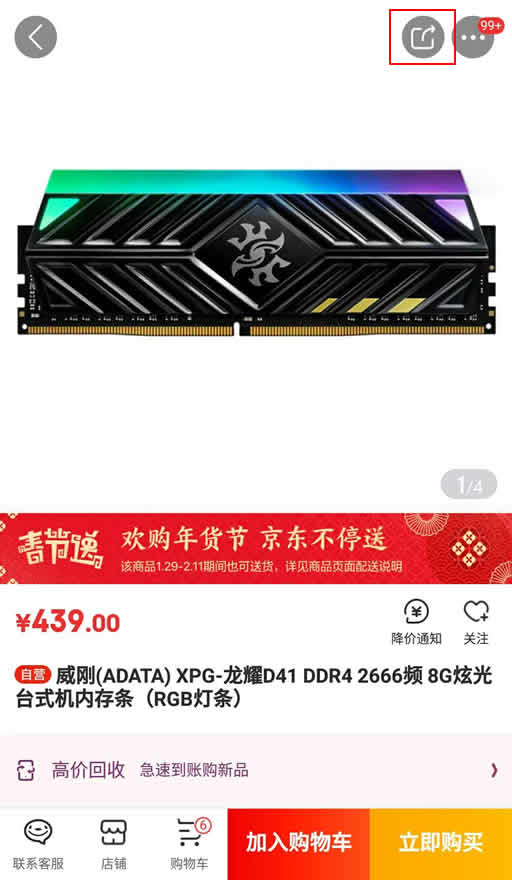 99+
1/4
春节递
欢购年货节 京东不停送
该商品1.29-2.11期间也可送货，详见商品页面配送说明
¥439.00
降价通知
关注
自营 威刚(ADATA) XPG-龙耀D41 DDR4 2666频 8G炫光
台式机内存条（RGB灯条）
高价回收 急速到账购新品
6
联系客服
店铺
购物车
加入购物车
立即购买